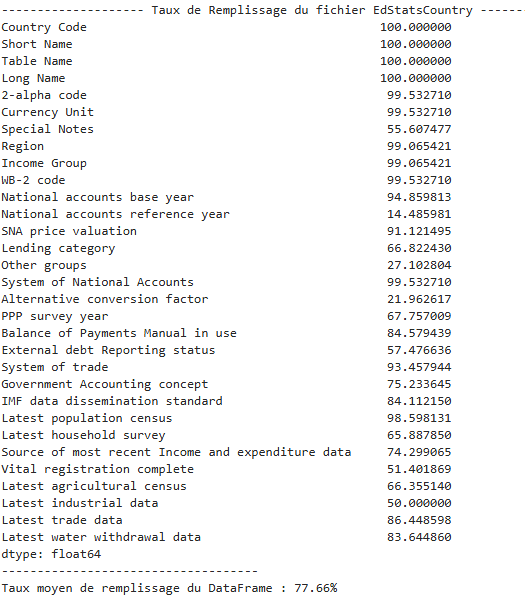 ------------------- Taux de Remplissage du fichier EdStatsCountry ------
Country Code                                       100.000000
Short Name                                         100.000000
Table Name                                         100.000000
Long Name                                          100.000000
2-alpha code                                        99.532710
Currency Unit                                       99.532710
Special Notes                                       55.607477
Region                                              99.065421
Income Group                                        99.065421
WB-2 code                                           99.532710
National accounts base year                         94.859813
National accounts reference year                    14.485981
SNA price valuation                                 91.121495
Lending category                                    66.822430
Other groups                                        27.102804
System of National Accounts                         99.532710
Alternative conversion factor                       21.962617
PPP survey year                                     67.757009
Balance of Payments Manual in use                   84.579439
External debt Reporting status                      57.476636
System of trade                                     93.457944
Government Accounting concept                       75.233645
IMF data dissemination standard                     84.112150
Latest population census                            98.598131
Latest household survey                             65.887850
Source of most recent Income and expenditure data   74.299065
Vital registration complete                         51.401869
Latest agricultural census                          66.355140
Latest industrial data                              50.000000
Latest trade data                                   86.448598
Latest water withdrawal data                        83.644860
dtype: float64
----------------------------------
Taux moyen de remplissage du DataFrame : 77.66%